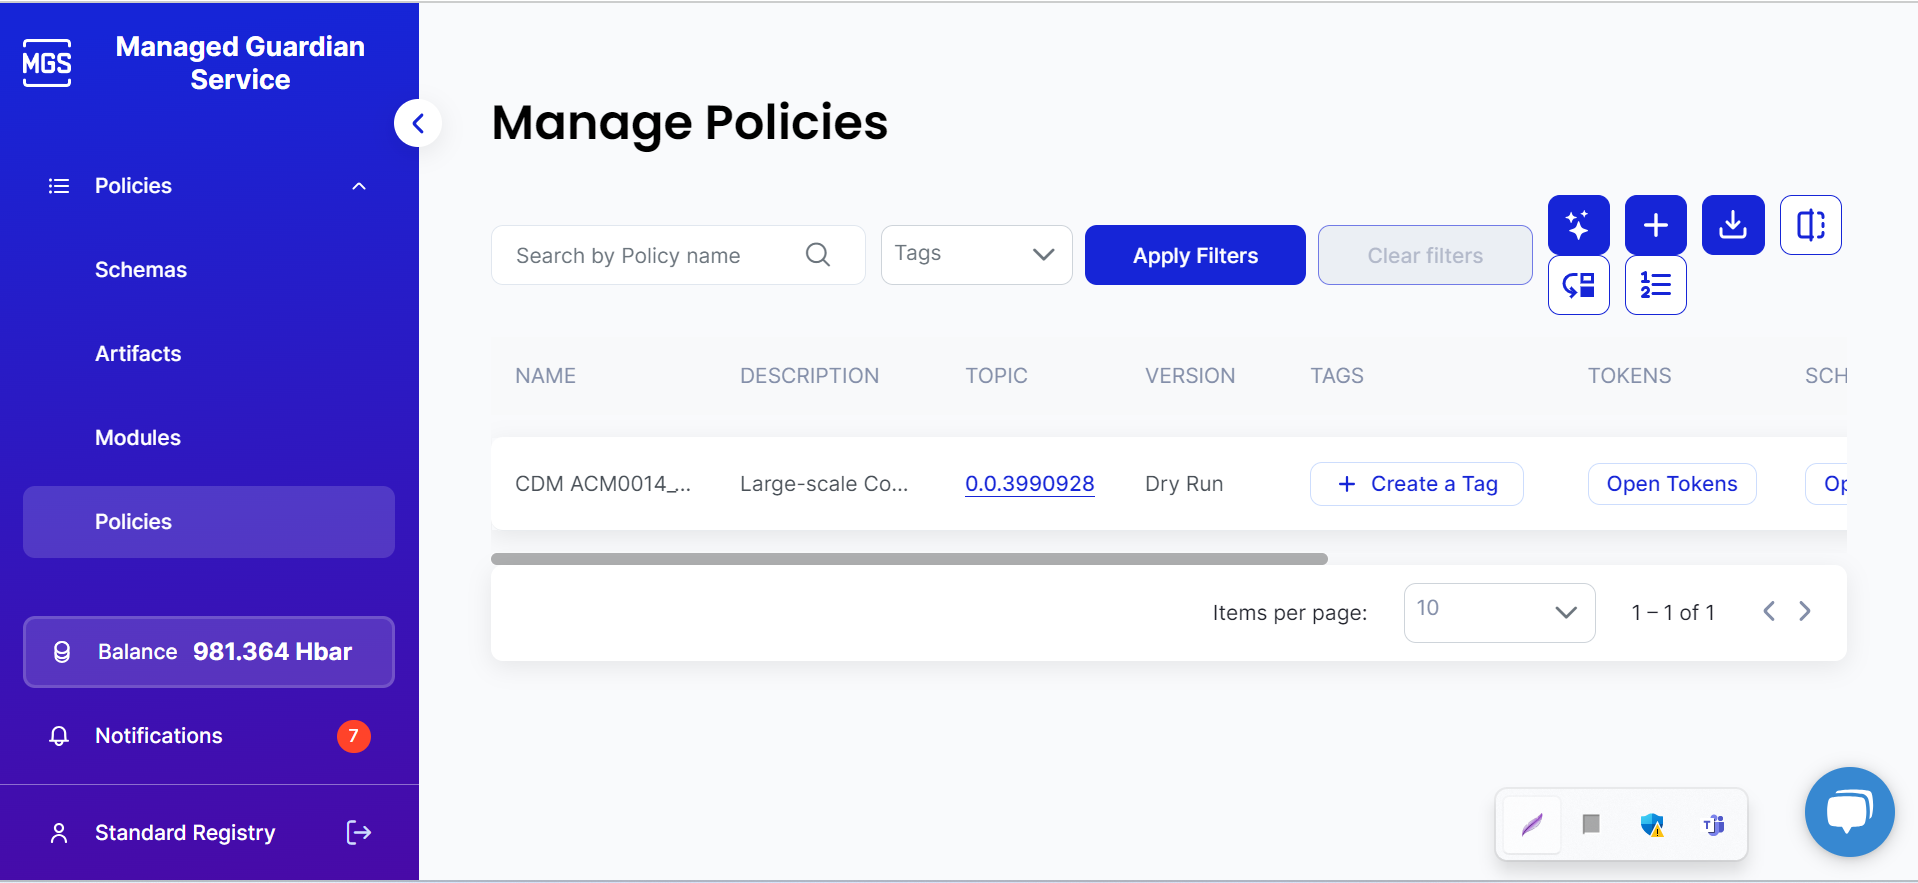 MGS
Managed Guardian
Service
Policies
Schemas
Artifacts
Modules
Policies
Balance 981.364 Hbar
Notifications 7
Standard Registry
Manage Policies
Search by Policy name
Tags
Apply Filters
Clear filters
NAME DESCRIPTION TOPIC VERSION TAGS TOKENS SCH
CDM ACM0014_... Large-scale Co... 0.0.3990928 Dry Run + Create a Tag Open Tokens Op
Items per page: 10 1 – 1 of 1